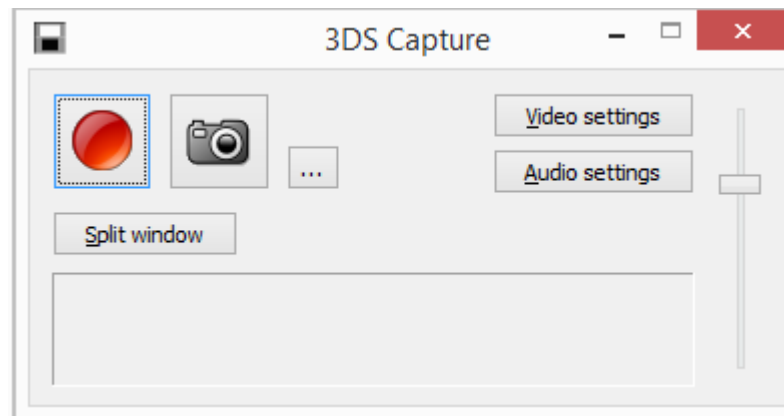 3DS Capture
Video settings
...
Audio settings
Split window